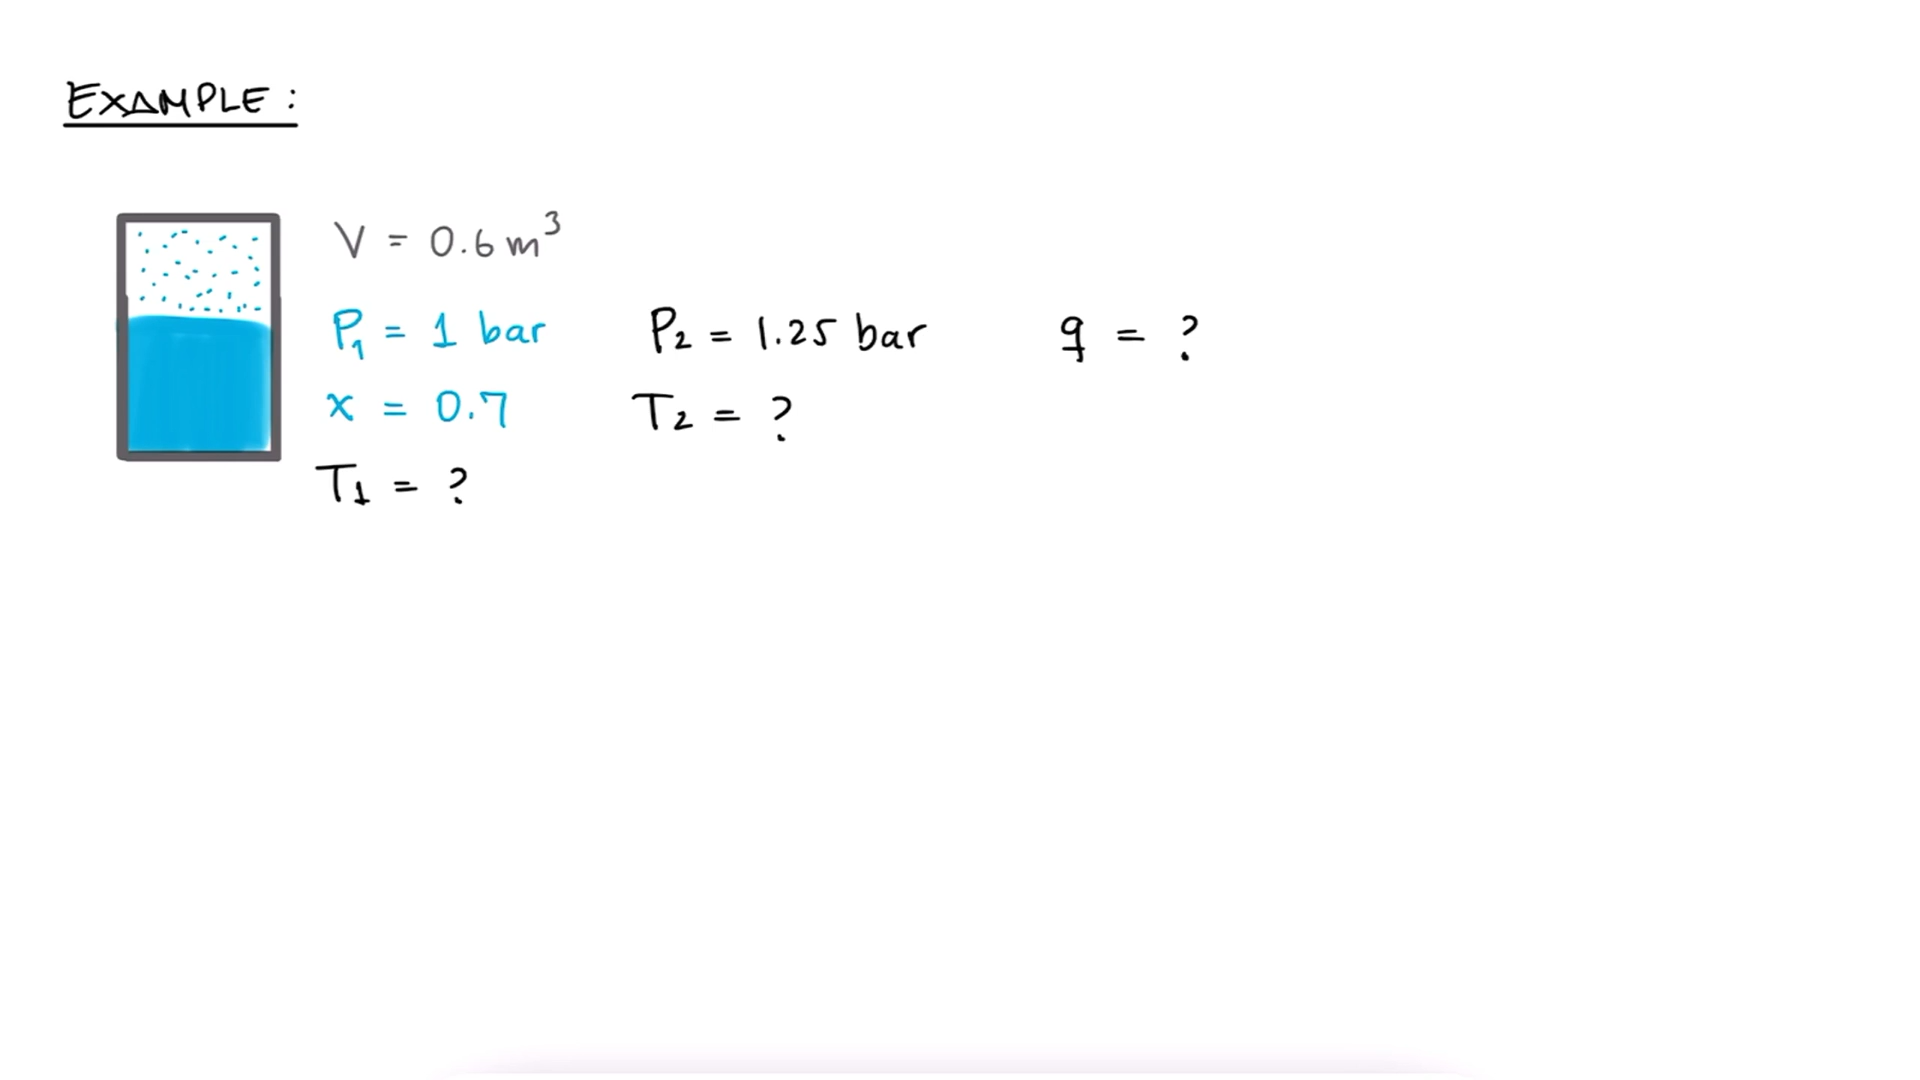 EXAMPLE:
V = 0.6 m³
P₁ = 1 bar P₂ = 1.25 bar q = ?
x = 0.7 T₂ = ?
T₁ = ?